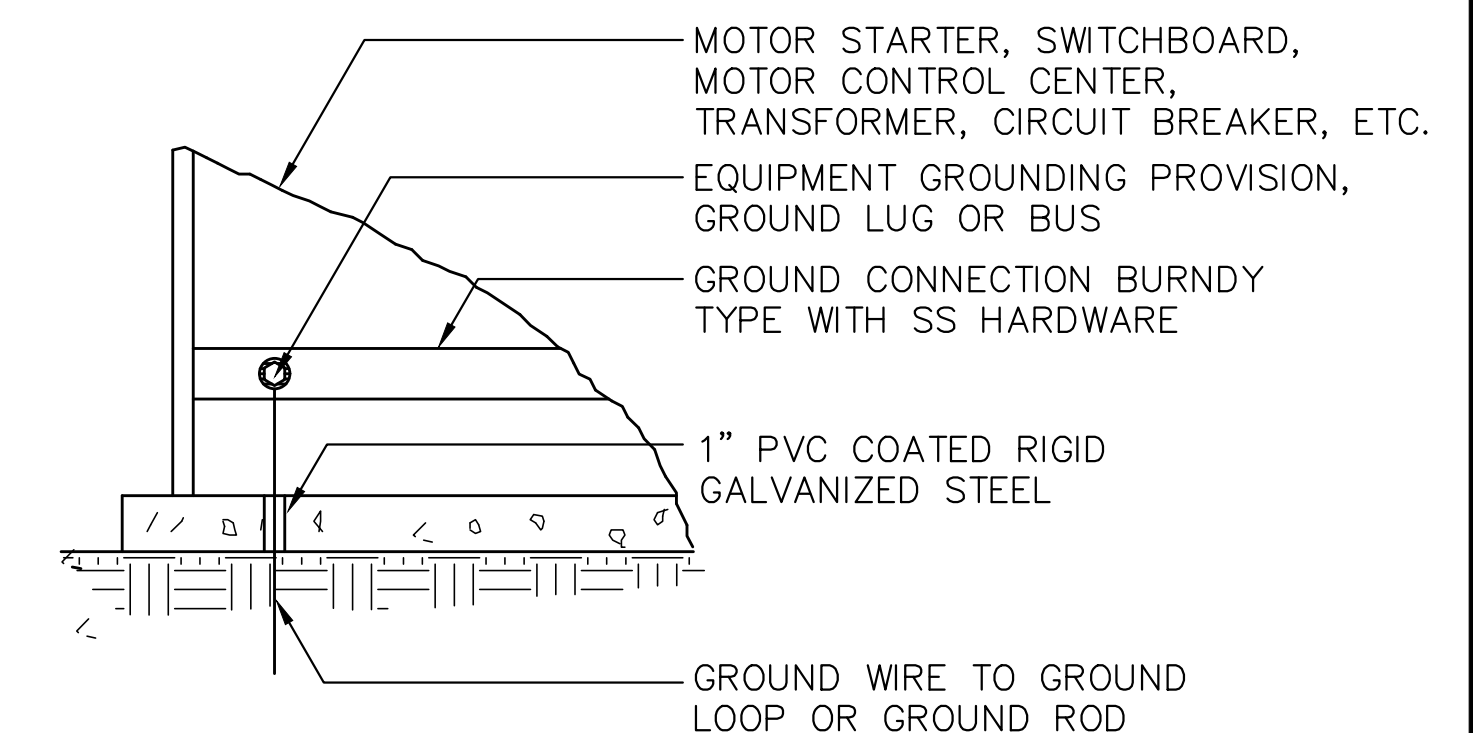 MOTOR STARTER, SWITCHBOARD,
MOTOR CONTROL CENTER,
TRANSFORMER, CIRCUIT BREAKER, ETC.
EQUIPMENT GROUNDING PROVISION,
GROUND LUG OR BUS
GROUND CONNECTION BURNDY
TYPE WITH SS HARDWARE
1” PVC COATED RIGID
GALVANIZED STEEL
GROUND WIRE TO GROUND
LOOP OR GROUND ROD